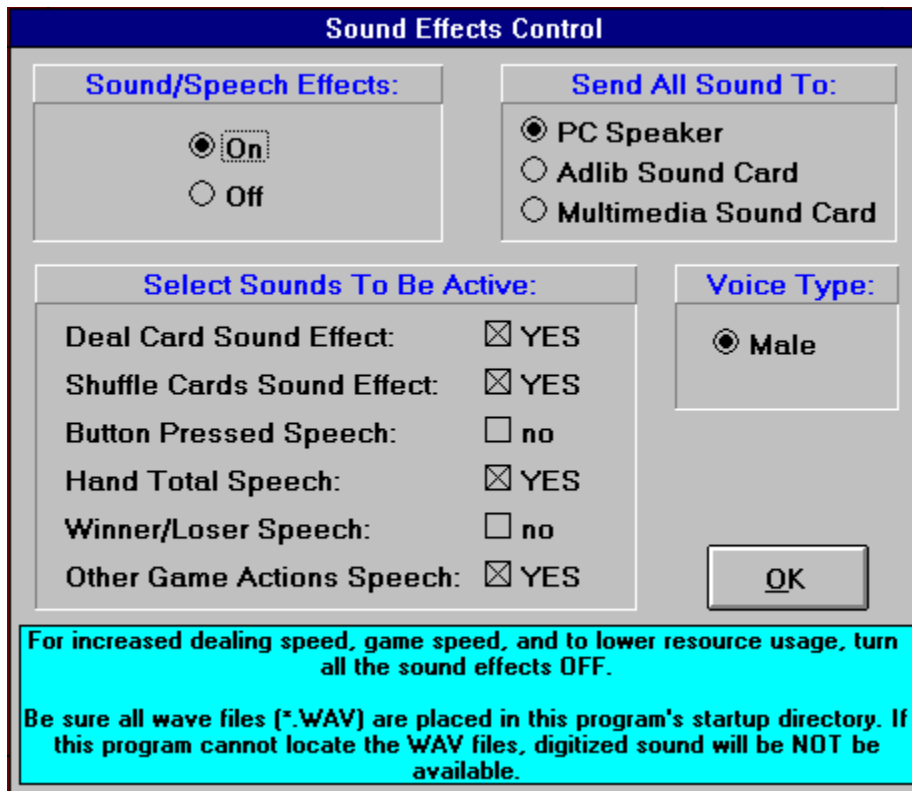 Sound Effects Control
Sound/Speech Effects:
On
Off
Send All Sound To:
PC Speaker
Adlib Sound Card
Multimedia Sound Card
Select Sounds To Be Active:
Deal Card Sound Effect: YES
Shuffle Cards Sound Effect: YES
Button Pressed Speech: no
Hand Total Speech: YES
Winner/Loser Speech: no
Other Game Actions Speech: YES
Voice Type:
Male
OK
For increased dealing speed, game speed, and to lower resource usage, turn
all the sound effects OFF.
Be sure all wave files (*.WAV) are placed in this program's startup directory. If
this program cannot locate the WAV files, digitized sound will be NOT be
available.